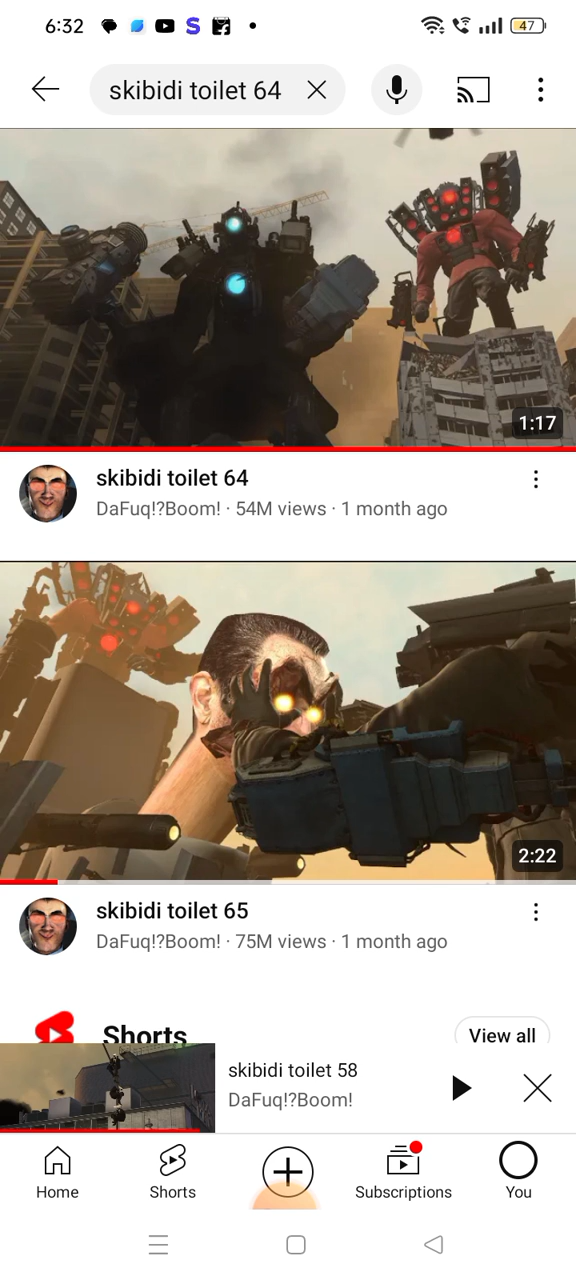 6:32
47
skibidi toilet 64
1:17
skibidi toilet 64
DaFuq!?Boom! · 54M views · 1 month ago
2:22
skibidi toilet 65
DaFuq!?Boom! · 75M views · 1 month ago
Shorts
View all
skibidi toilet 58
DaFuq!?Boom!
Home
Shorts
Subscriptions
You